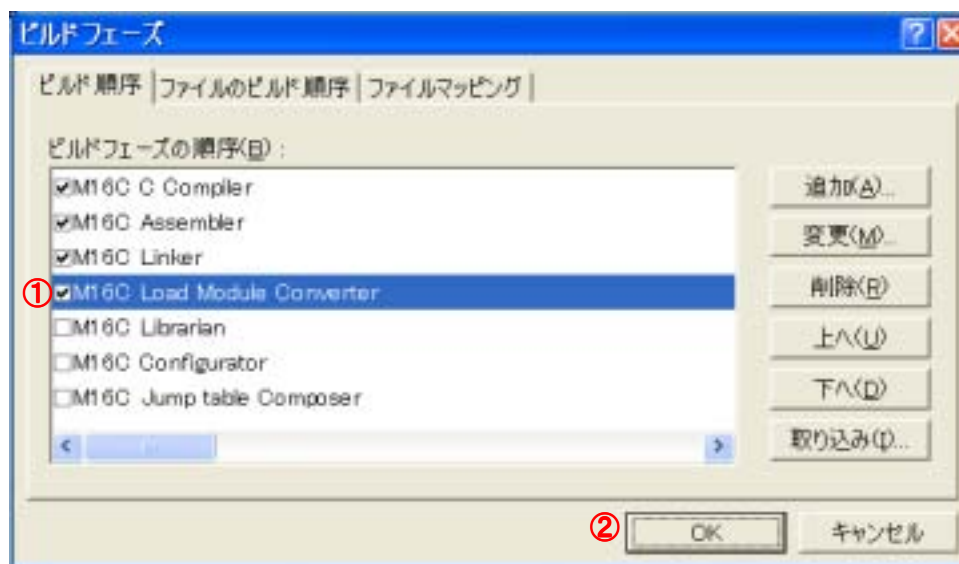 ビルドフェーズ
ビルド順序 ファイルのビルド順序 ファイルマッピング
ビルドフェーズの順序(B):
M16C C Compiler
M16C Assembler
M16C Linker
① M16C Load Module Converter
M16C Librarian
M16C Configurator
M16C Jump table Composer
追加(A)...
変更(M)...
削除(R)
上へ(U)
下へ(D)
取り込み(I)...
② OK キャンセル